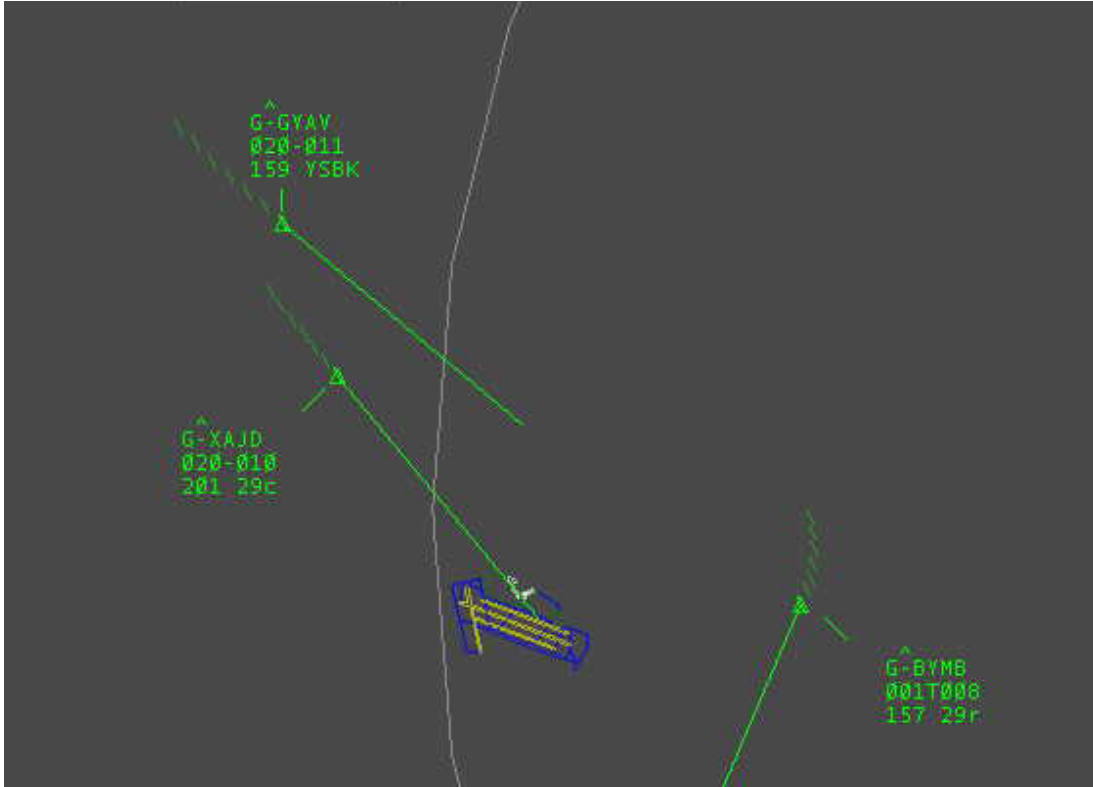 G-GYAV
020-011
159 YSBK
G-XAJD
020-010
201 29c
G-BYMB
001T008
157 29r